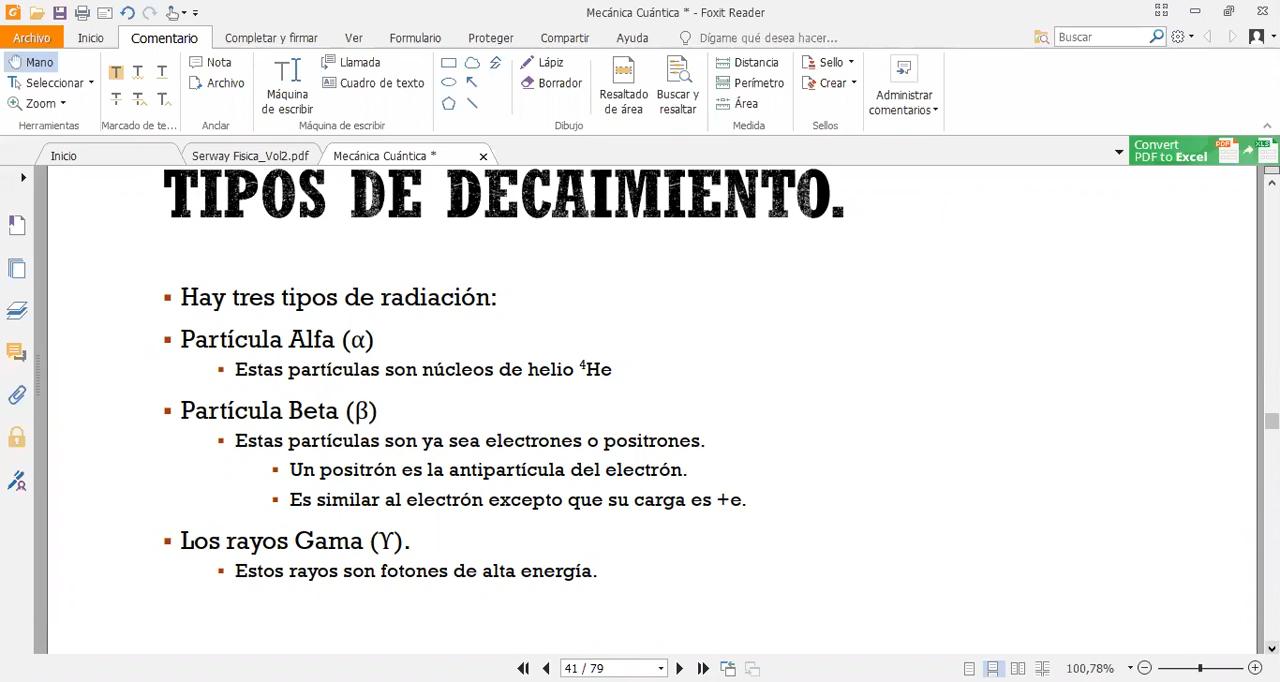 Mecánica Cuántica * - Foxit Reader
Archivo Inicio Comentario Completar y firmar Ver Formulario Proteger Compartir Ayuda Dígame qué desea hacer... Buscar
Mano
Seleccionar
Zoom
Herramientas
T T T
T T T
Marcado de te...
Nota
Archivo
Andar
Máquina
de escribir
Llamada
Cuadro de texto
Máquina de escribir
Lápiz
Borrador
Dibujo
Resaltado
de área
Buscar y
resaltar
Distancia
Perímetro
Área
Medida
Sello
Crear
Sellos
Administrar
comentarios
Inicio Serway Fisica_Vol2.pdf Mecánica Cuántica *
Convert
PDF to Excel
PDF XLS
TIPOS DE DECAIMIENTO.
▪ Hay tres tipos de radiación:
▪ Partícula Alfa (α)
▪ Estas partículas son núcleos de helio ⁴He
▪ Partícula Beta (β)
▪ Estas partículas son ya sea electrones o positrones.
▪ Un positrón es la antipartícula del electrón.
▪ Es similar al electrón excepto que su carga es +e.
▪ Los rayos Gama (ϒ).
▪ Estos rayos son fotones de alta energía.
41 / 79 100,78%